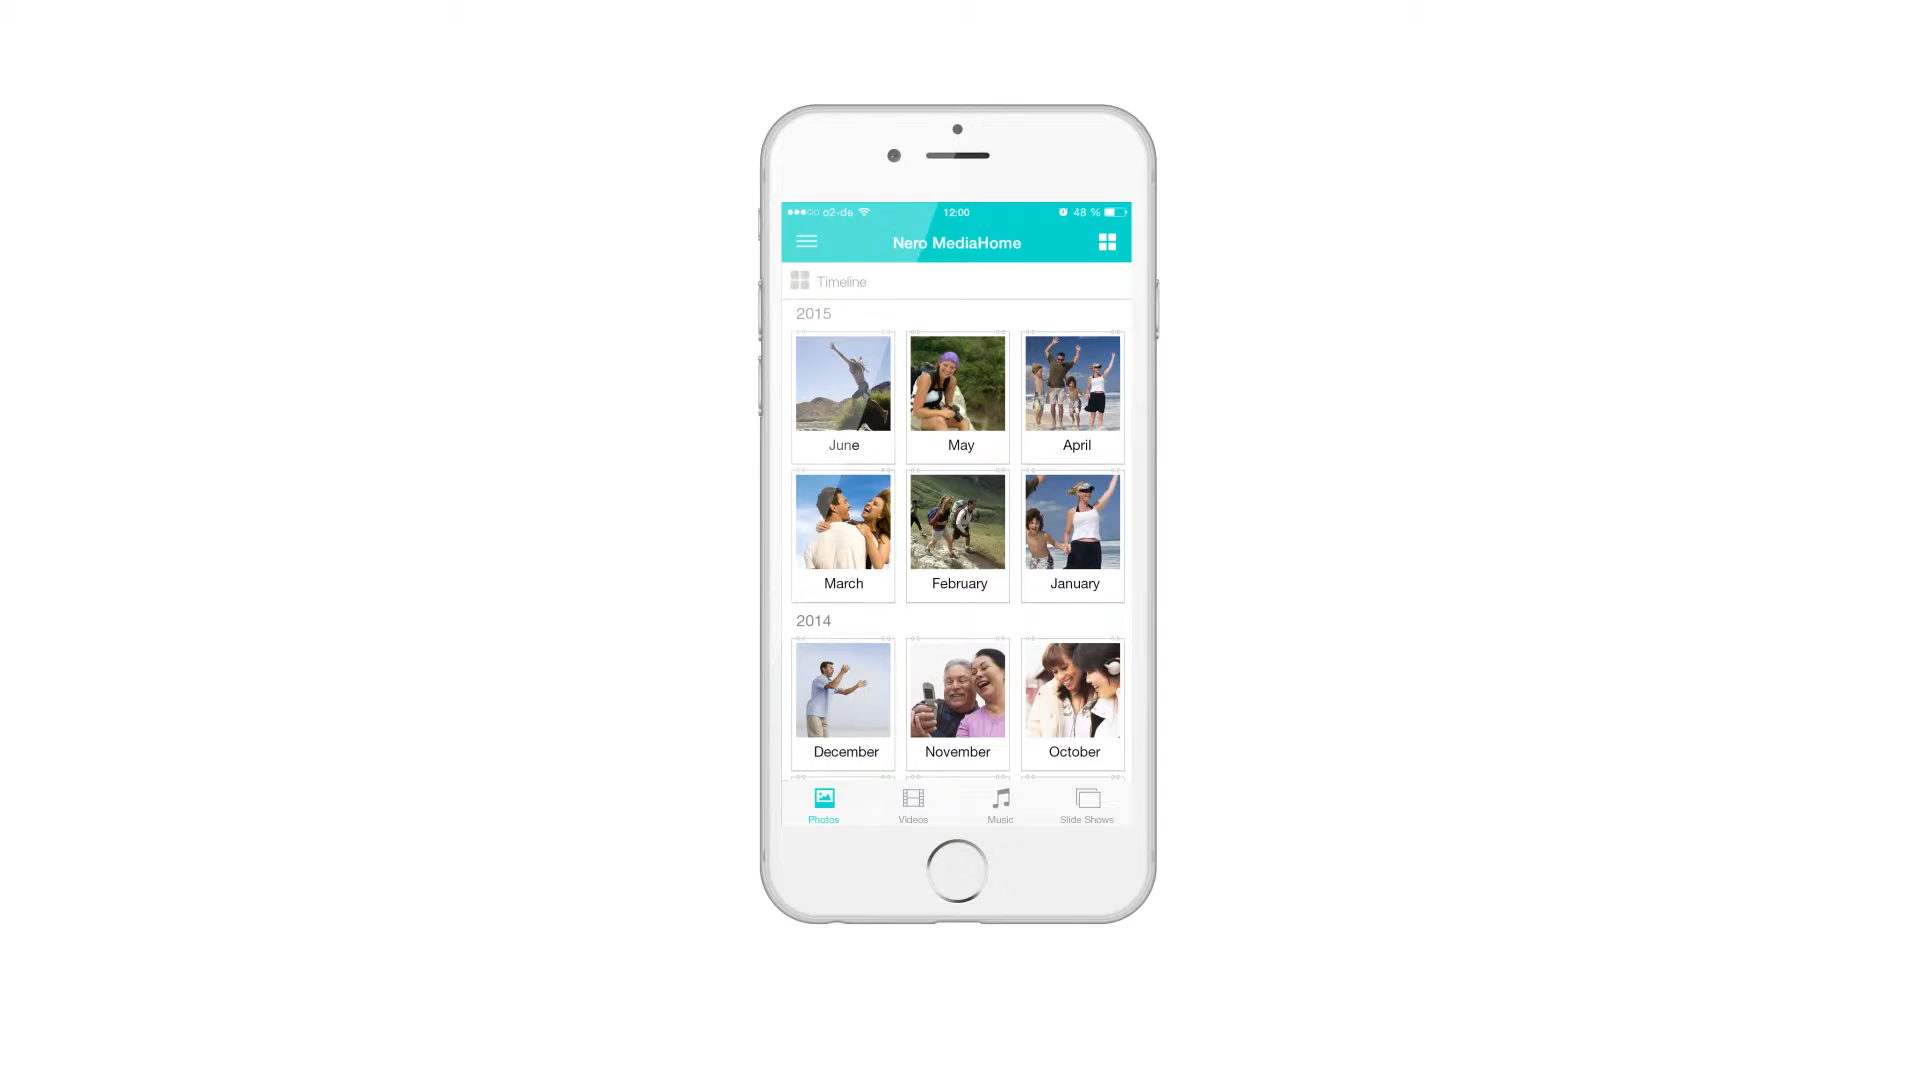 o2-de 12:00 48 %
Nero MediaHome
Timeline
2015
June May April
March February January
2014
December November October
Photos Videos Music Slide Shows